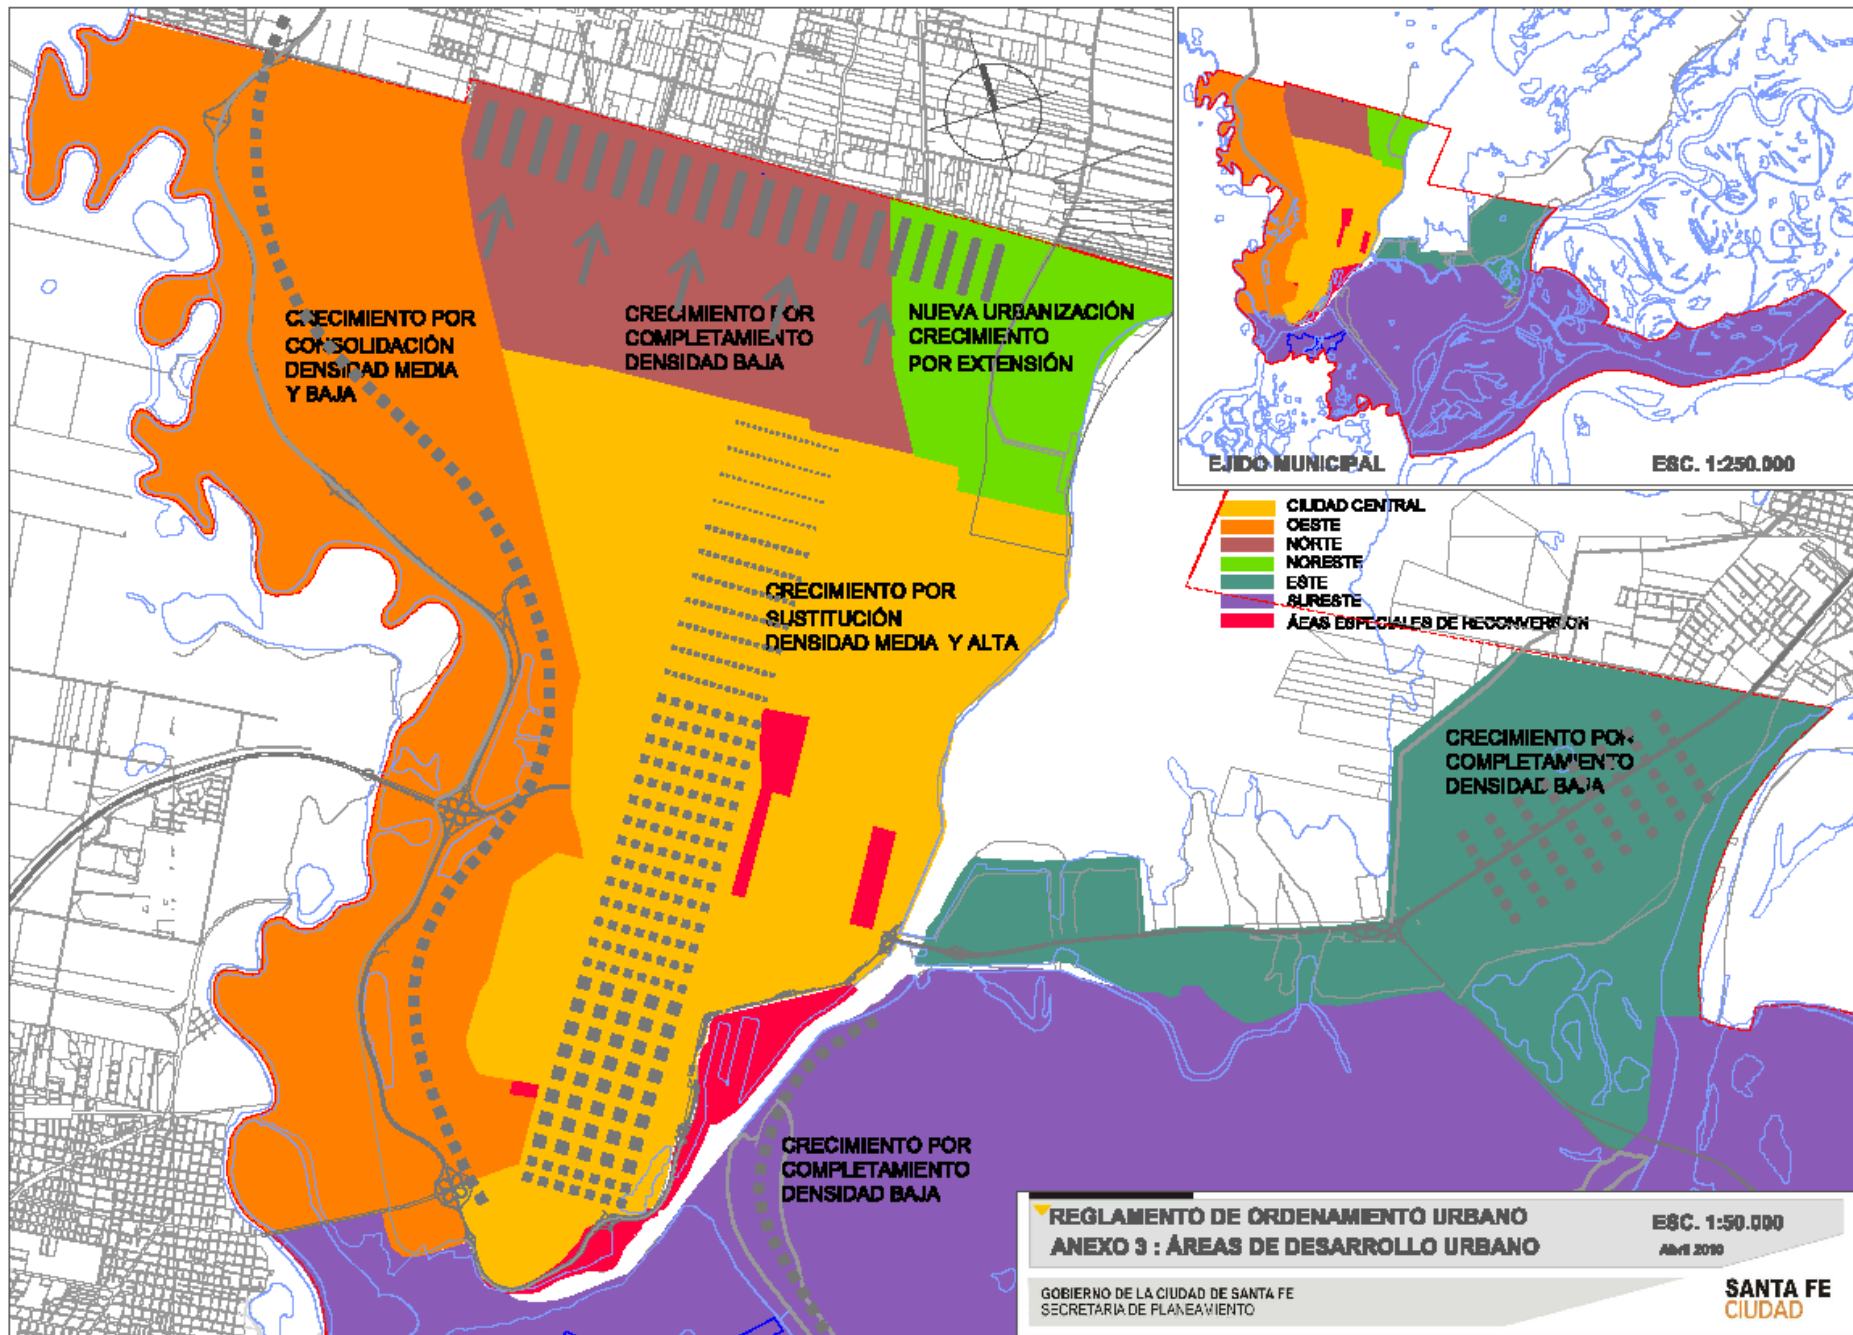 CRECIMIENTO POR
CONSOLIDACIÓN
DENSIDAD MEDIA
Y BAJA
CRECIMIENTO POR
COMPLETAMIENTO
DENSIDAD BAJA
NUEVA URBANIZACIÓN
CRECIMIENTO
POR EXTENSIÓN
EJIDO MUNICIPAL
ESC. 1:250.000
CIUDAD CENTRAL
OESTE
NORTE
NORESTE
ESTE
SURESTE
ÁEAS ESPECIALES DE RECONVERSIÓN
CRECIMIENTO POR
SUSTITUCIÓN
DENSIDAD MEDIA Y ALTA
CRECIMIENTO POR
COMPLETAMIENTO
DENSIDAD BAJA
CRECIMIENTO POR
COMPLETAMIENTO
DENSIDAD BAJA
REGLAMENTO DE ORDENAMIENTO URBANO
ANEXO 3 : ÁREAS DE DESARROLLO URBANO
ESC. 1:50.000
Abril 2010
GOBIERNO DE LA CIUDAD DE SANTA FE
SECRETARIA DE PLANEAMIENTO
SANTA FE
CIUDAD